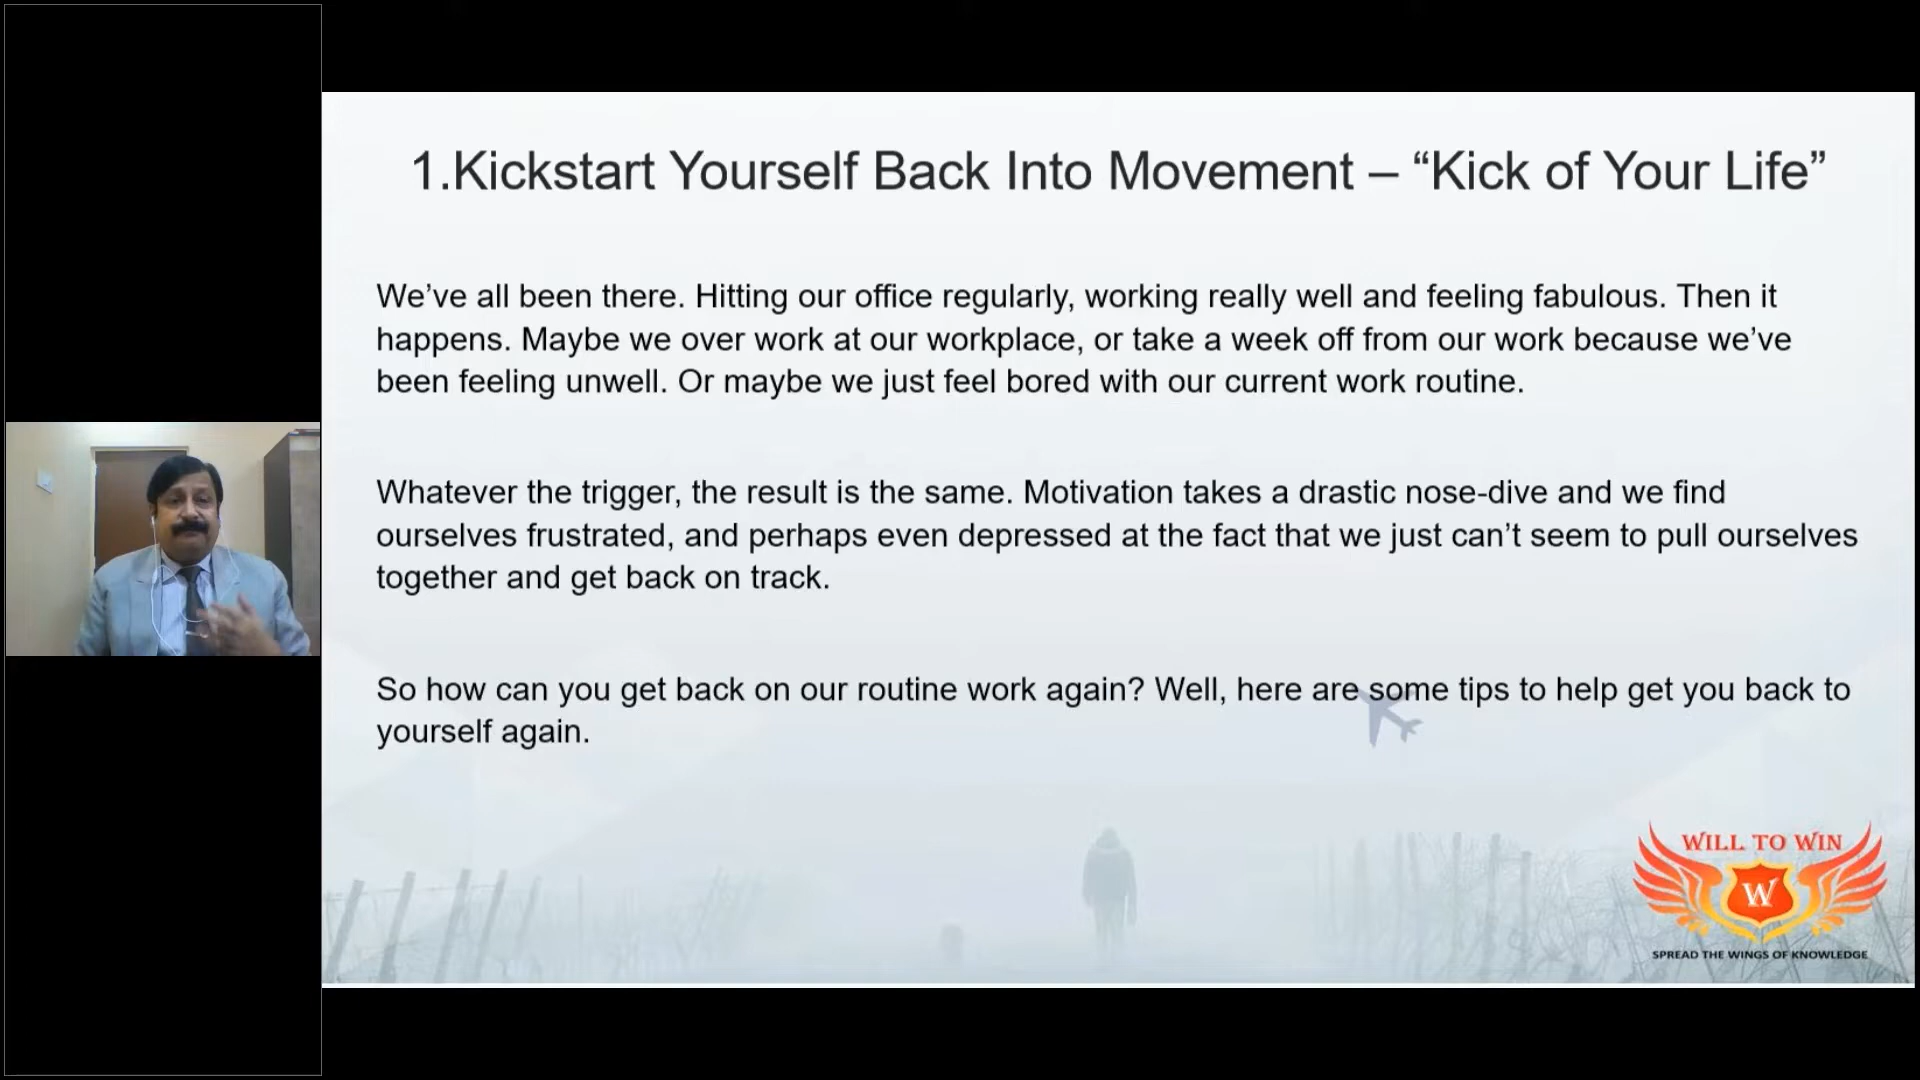 1.Kickstart Yourself Back Into Movement – “Kick of Your Life”
We’ve all been there. Hitting our office regularly, working really well and feeling fabulous. Then it
happens. Maybe we over work at our workplace, or take a week off from our work because we’ve
been feeling unwell. Or maybe we just feel bored with our current work routine.
Whatever the trigger, the result is the same. Motivation takes a drastic nose-dive and we find
ourselves frustrated, and perhaps even depressed at the fact that we just can’t seem to pull ourselves
together and get back on track.
So how can you get back on our routine work again? Well, here are some tips to help get you back to
yourself again.
WILL TO WIN
W
SPREAD THE WINGS OF KNOWLEDGE